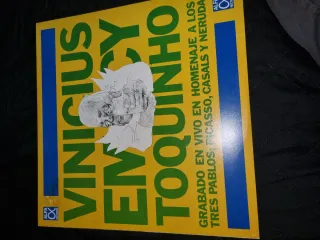 VINICIUS
EM CY
TOQUINHO
GRABADO EN VIVO EN HOMENAJE A LOS
TRES PABLOS, PICASSO, CASALS Y NERUDA